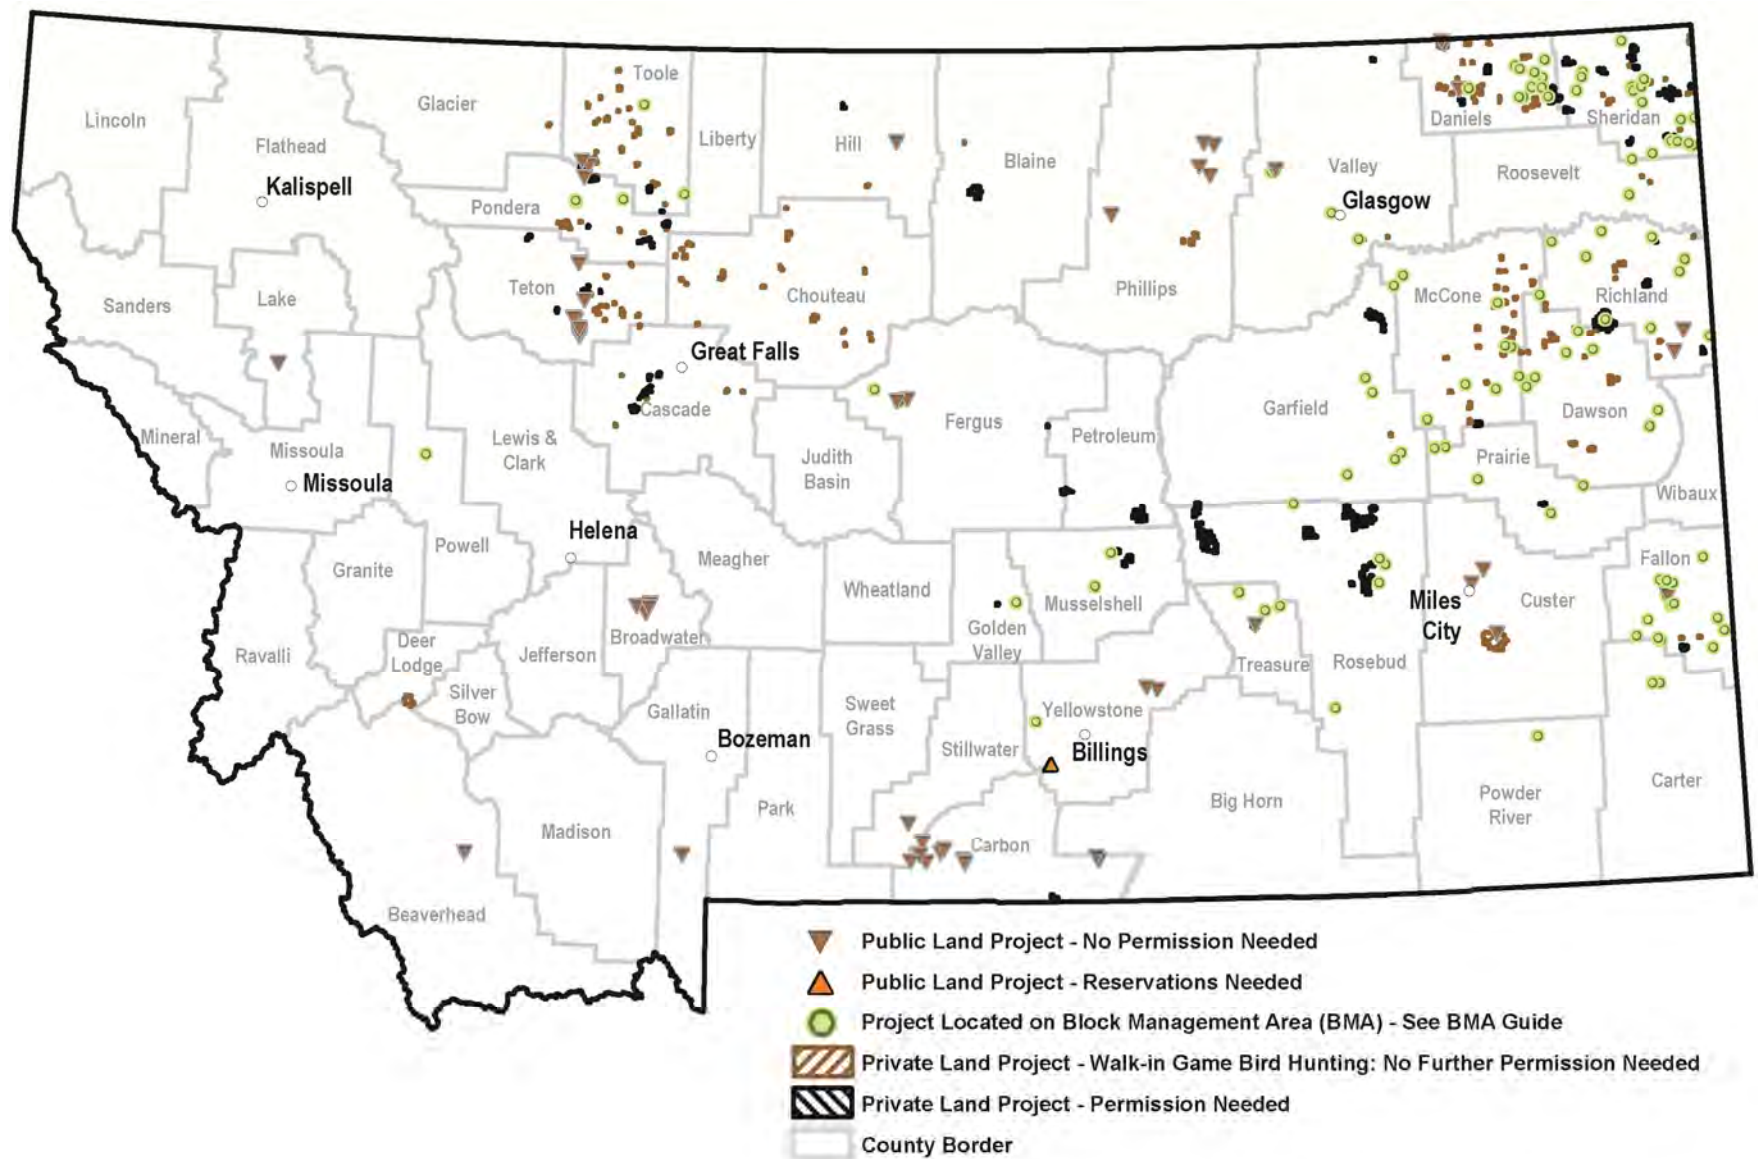 Toole
Glacier
Lincoln
Daniels
Sheridan
Flathead
Liberty
Hill
Blaine
Valley
Roosevelt
Kalispell
Pondera
Glasgow
Teton
Chouteau
Phillips
McCone
Richland
Sanders
Lake
Great Falls
Cascade
Fergus
Petroleum
Garfield
Dawson
Mineral
Missoula
Lewis &
Clark
Judith
Basin
Prairie
Wibaux
Missoula
Helena
Powell
Granite
Meagher
Wheatland
Musselshell
Fallon
Miles
City
Custer
Golden
Valley
Broadwater
Deer
Lodge
Jefferson
Ravalli
Treasure
Rosebud
Silver
Bow
Gallatin
Sweet
Grass
Yellowstone
Bozeman
Stillwater
Billings
Park
Big Horn
Powder
River
Carter
Madison
Carbon
Beaverhead
Public Land Project - No Permission Needed
Public Land Project - Reservations Needed
Project Located on Block Management Area (BMA) - See BMA Guide
Private Land Project - Walk-in Game Bird Hunting: No Further Permission Needed
Private Land Project - Permission Needed
County Border